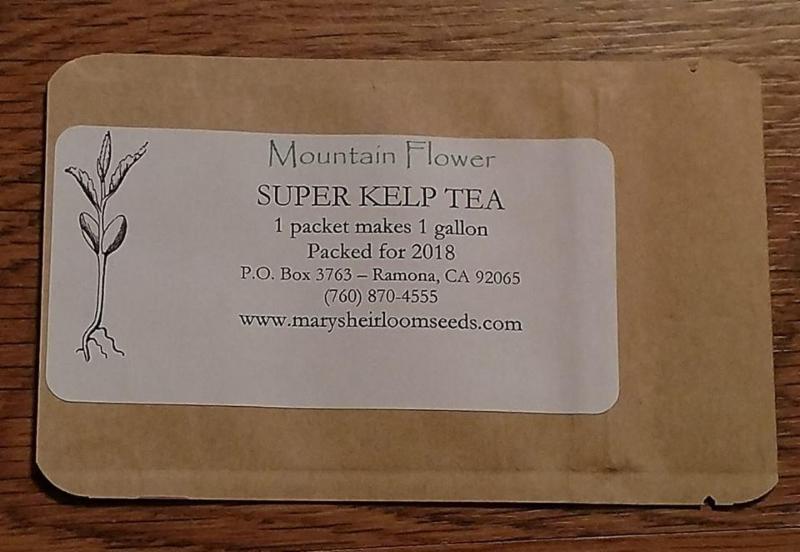 Mountain Flower
SUPER KELP TEA
1 packet makes 1 gallon
Packed for 2018
P.O. Box 3763 – Ramona, CA 92065
(760) 870-4555
www.marysheirloomseeds.com